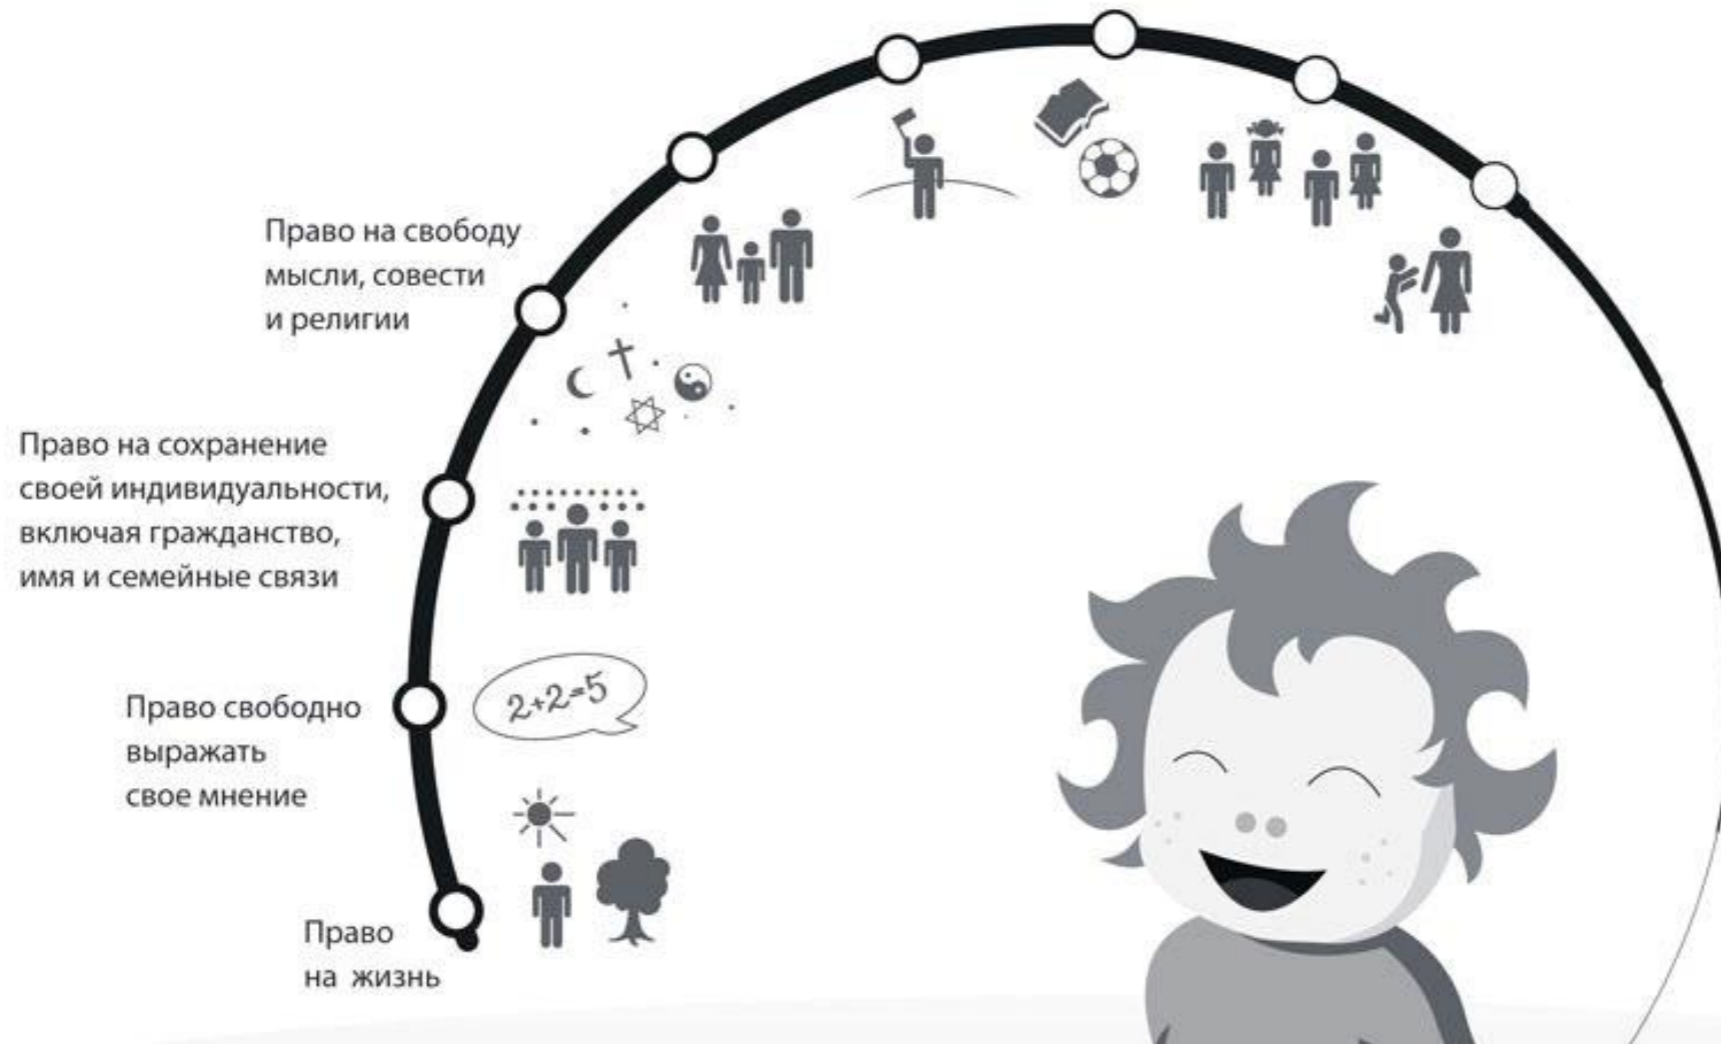 Право на свободу
мысли, совести
и религии
Право на сохранение
своей индивидуальности,
включая гражданство,
имя и семейные связи
Право свободно
выражать
свое мнение
2+2=5
Право
на жизнь